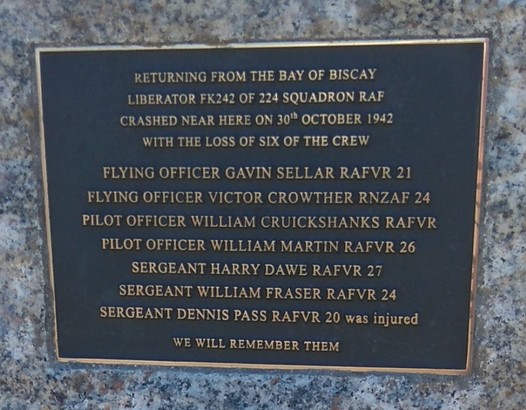 RETURNING FROM THE BAY OF BISCAY
LIBERATOR FK242 OF 224 SQUADRON RAF
CRASHED NEAR HERE ON 30th OCTOBER 1942
WITH THE LOSS OF SIX OF THE CREW
FLYING OFFICER GAVIN SELLAR RAFVR 21
FLYING OFFICER VICTOR CROWTHER RNZAF 24
PILOT OFFICER WILLIAM CRUICKSHANKS RAFVR
PILOT OFFICER WILLIAM MARTIN RAFVR 26
SERGEANT HARRY DAWE RAFVR 27
SERGEANT WILLIAM FRASER RAFVR 24
SERGEANT DENNIS PASS RAFVR 20 was injured
WE WILL REMEMBER THEM